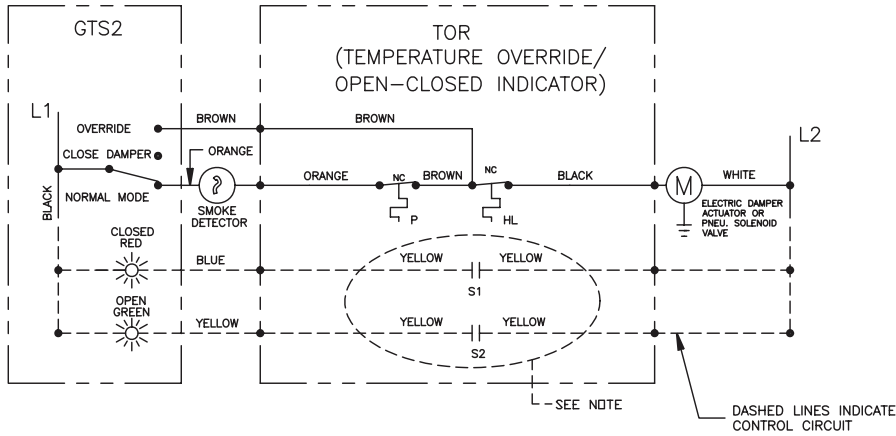 GTS2
TOR
(TEMPERATURE OVERRIDE/
OPEN-CLOSED INDICATOR)
L1
L2
OVERRIDE
BROWN
BROWN
CLOSE DAMPER
ORANGE
NORMAL MODE
BLACK
SMOKE
DETECTOR
ORANGE
NC
P
BROWN
NC
HL
BLACK
M
WHITE
ELECTRIC DAMPER
ACTUATOR OR
PNEU. SOLENOID
VALVE
CLOSED
RED
BLUE
YELLOW
YELLOW
S1
OPEN
GREEN
YELLOW
YELLOW
YELLOW
S2
SEE NOTE
DASHED LINES INDICATE
CONTROL CIRCUIT